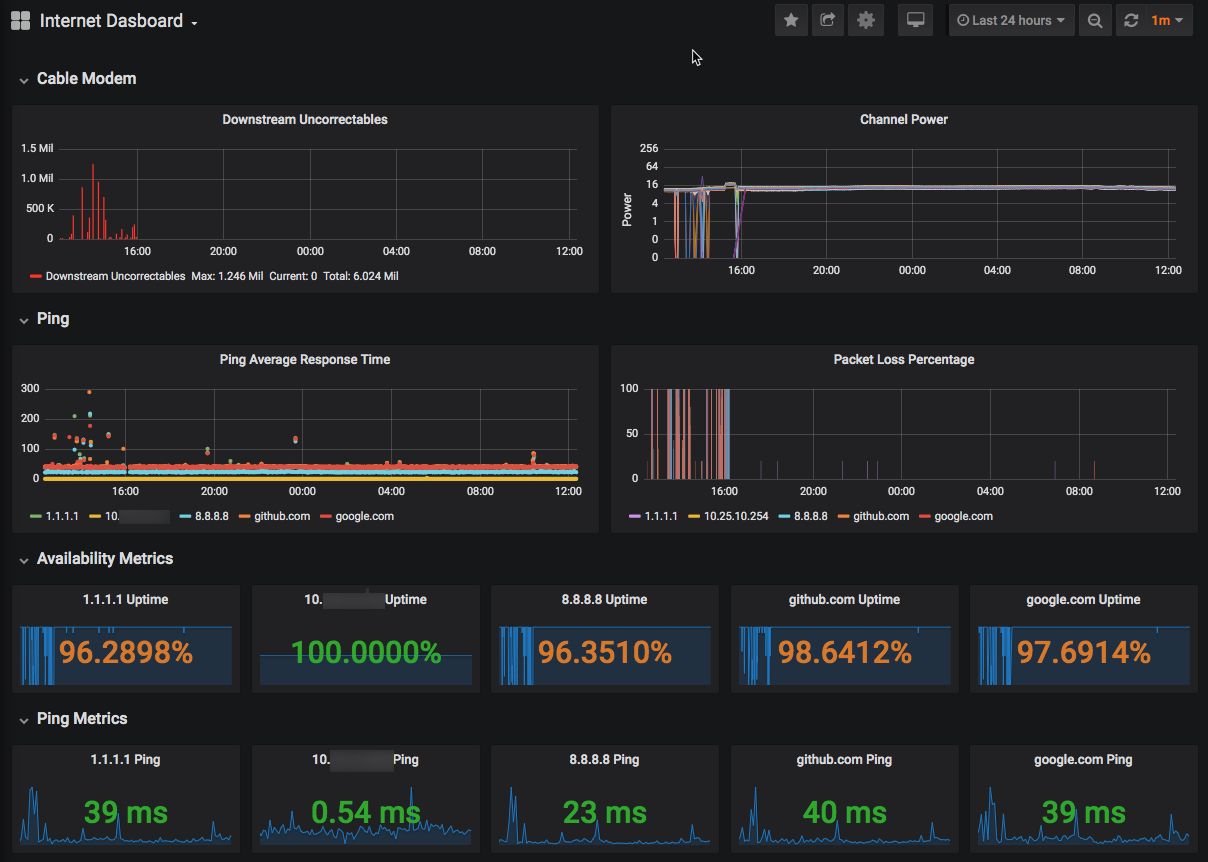 Internet Dasboard
Last 24 hours
1m
Cable Modem
Downstream Uncorrectables
1.5 Mil
1.0 Mil
500 K
0
16:00 20:00 00:00 04:00 08:00 12:00
Downstream Uncorrectables Max: 1.246 Mil Current: 0 Total: 6.024 Mil
Channel Power
Power
256
64
16
4
1
0
0
16:00 20:00 00:00 04:00 08:00 12:00
Ping
Ping Average Response Time
300
200
100
0
16:00 20:00 00:00 04:00 08:00 12:00
1.1.1.1 10. 8.8.8.8 github.com google.com
Packet Loss Percentage
100
50
0
16:00 20:00 00:00 04:00 08:00 12:00
1.1.1.1 10.25.10.254 8.8.8.8 github.com google.com
Availability Metrics
1.1.1.1 Uptime
96.2898%
10. Uptime
100.0000%
8.8.8.8 Uptime
96.3510%
github.com Uptime
98.6412%
google.com Uptime
97.6914%
Ping Metrics
1.1.1.1 Ping
39 ms
10. Ping
0.54 ms
8.8.8.8 Ping
23 ms
github.com Ping
40 ms
google.com Ping
39 ms